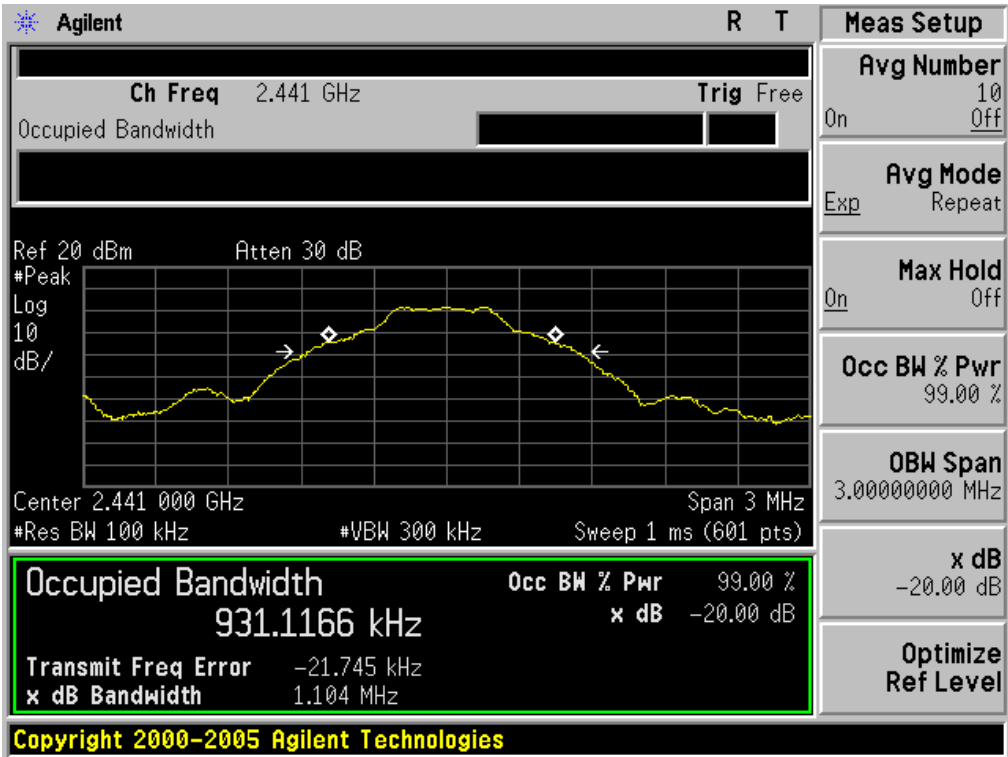 Agilent R T
Ch Freq 2.441 GHz Trig Free
Occupied Bandwidth
Ref 20 dBm Atten 30 dB
#Peak
Log
10
dB/
Center 2.441 000 GHz Span 3 MHz
#Res BW 100 kHz #VBW 300 kHz Sweep 1 ms (601 pts)
Occupied Bandwidth Occ BW % Pwr 99.00 %
931.1166 kHz x dB -20.00 dB
Transmit Freq Error -21.745 kHz
x dB Bandwidth 1.104 MHz
Copyright 2000-2005 Agilent Technologies
Meas Setup
Avg Number
10
On Off
Avg Mode
Exp Repeat
Max Hold
On Off
Occ BW % Pwr
99.00 %
OBW Span
3.00000000 MHz
x dB
-20.00 dB
Optimize
Ref Level